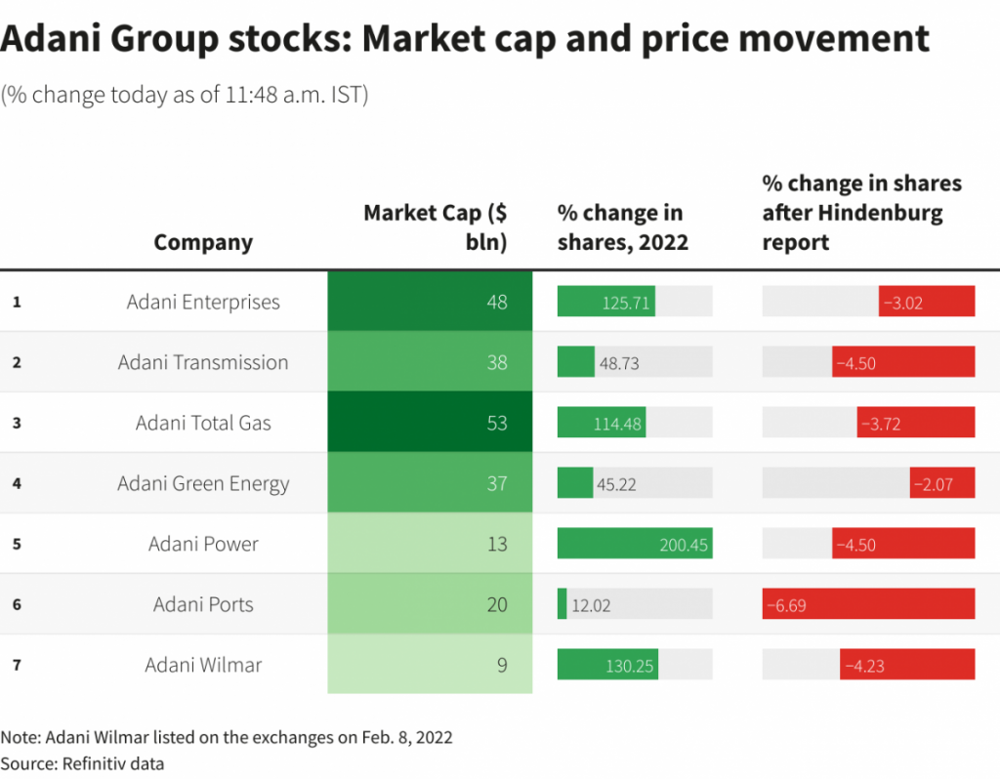 Adani Group stocks: Market cap and price movement
(% change today as of 11:48 a.m. IST)
Company
Market Cap ($
bln)
% change in
shares, 2022
% change in shares
after Hindenburg
report
1 Adani Enterprises 48 125.71 −3.02
2 Adani Transmission 38 48.73 −4.50
3 Adani Total Gas 53 114.48 −3.72
4 Adani Green Energy 37 45.22 −2.07
5 Adani Power 13 200.45 −4.50
6 Adani Ports 20 12.02 −6.69
7 Adani Wilmar 9 130.25 −4.23
Note: Adani Wilmar listed on the exchanges on Feb. 8, 2022
Source: Refinitiv data